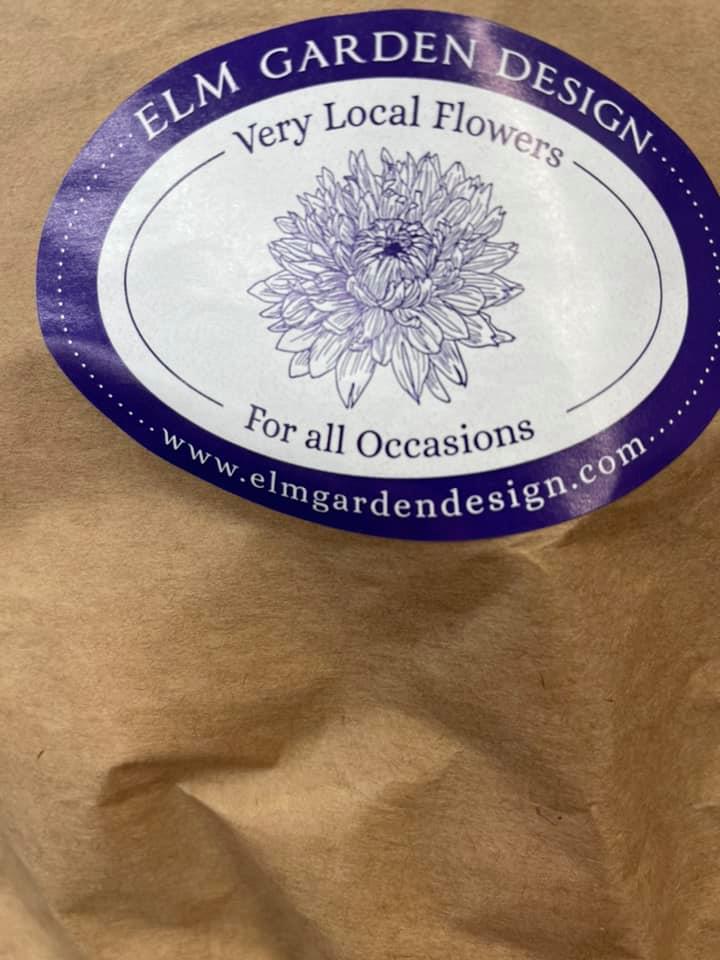 ELM GARDEN DESIGN
Very Local Flowers
For all Occasions
www.elmgardendesign.com